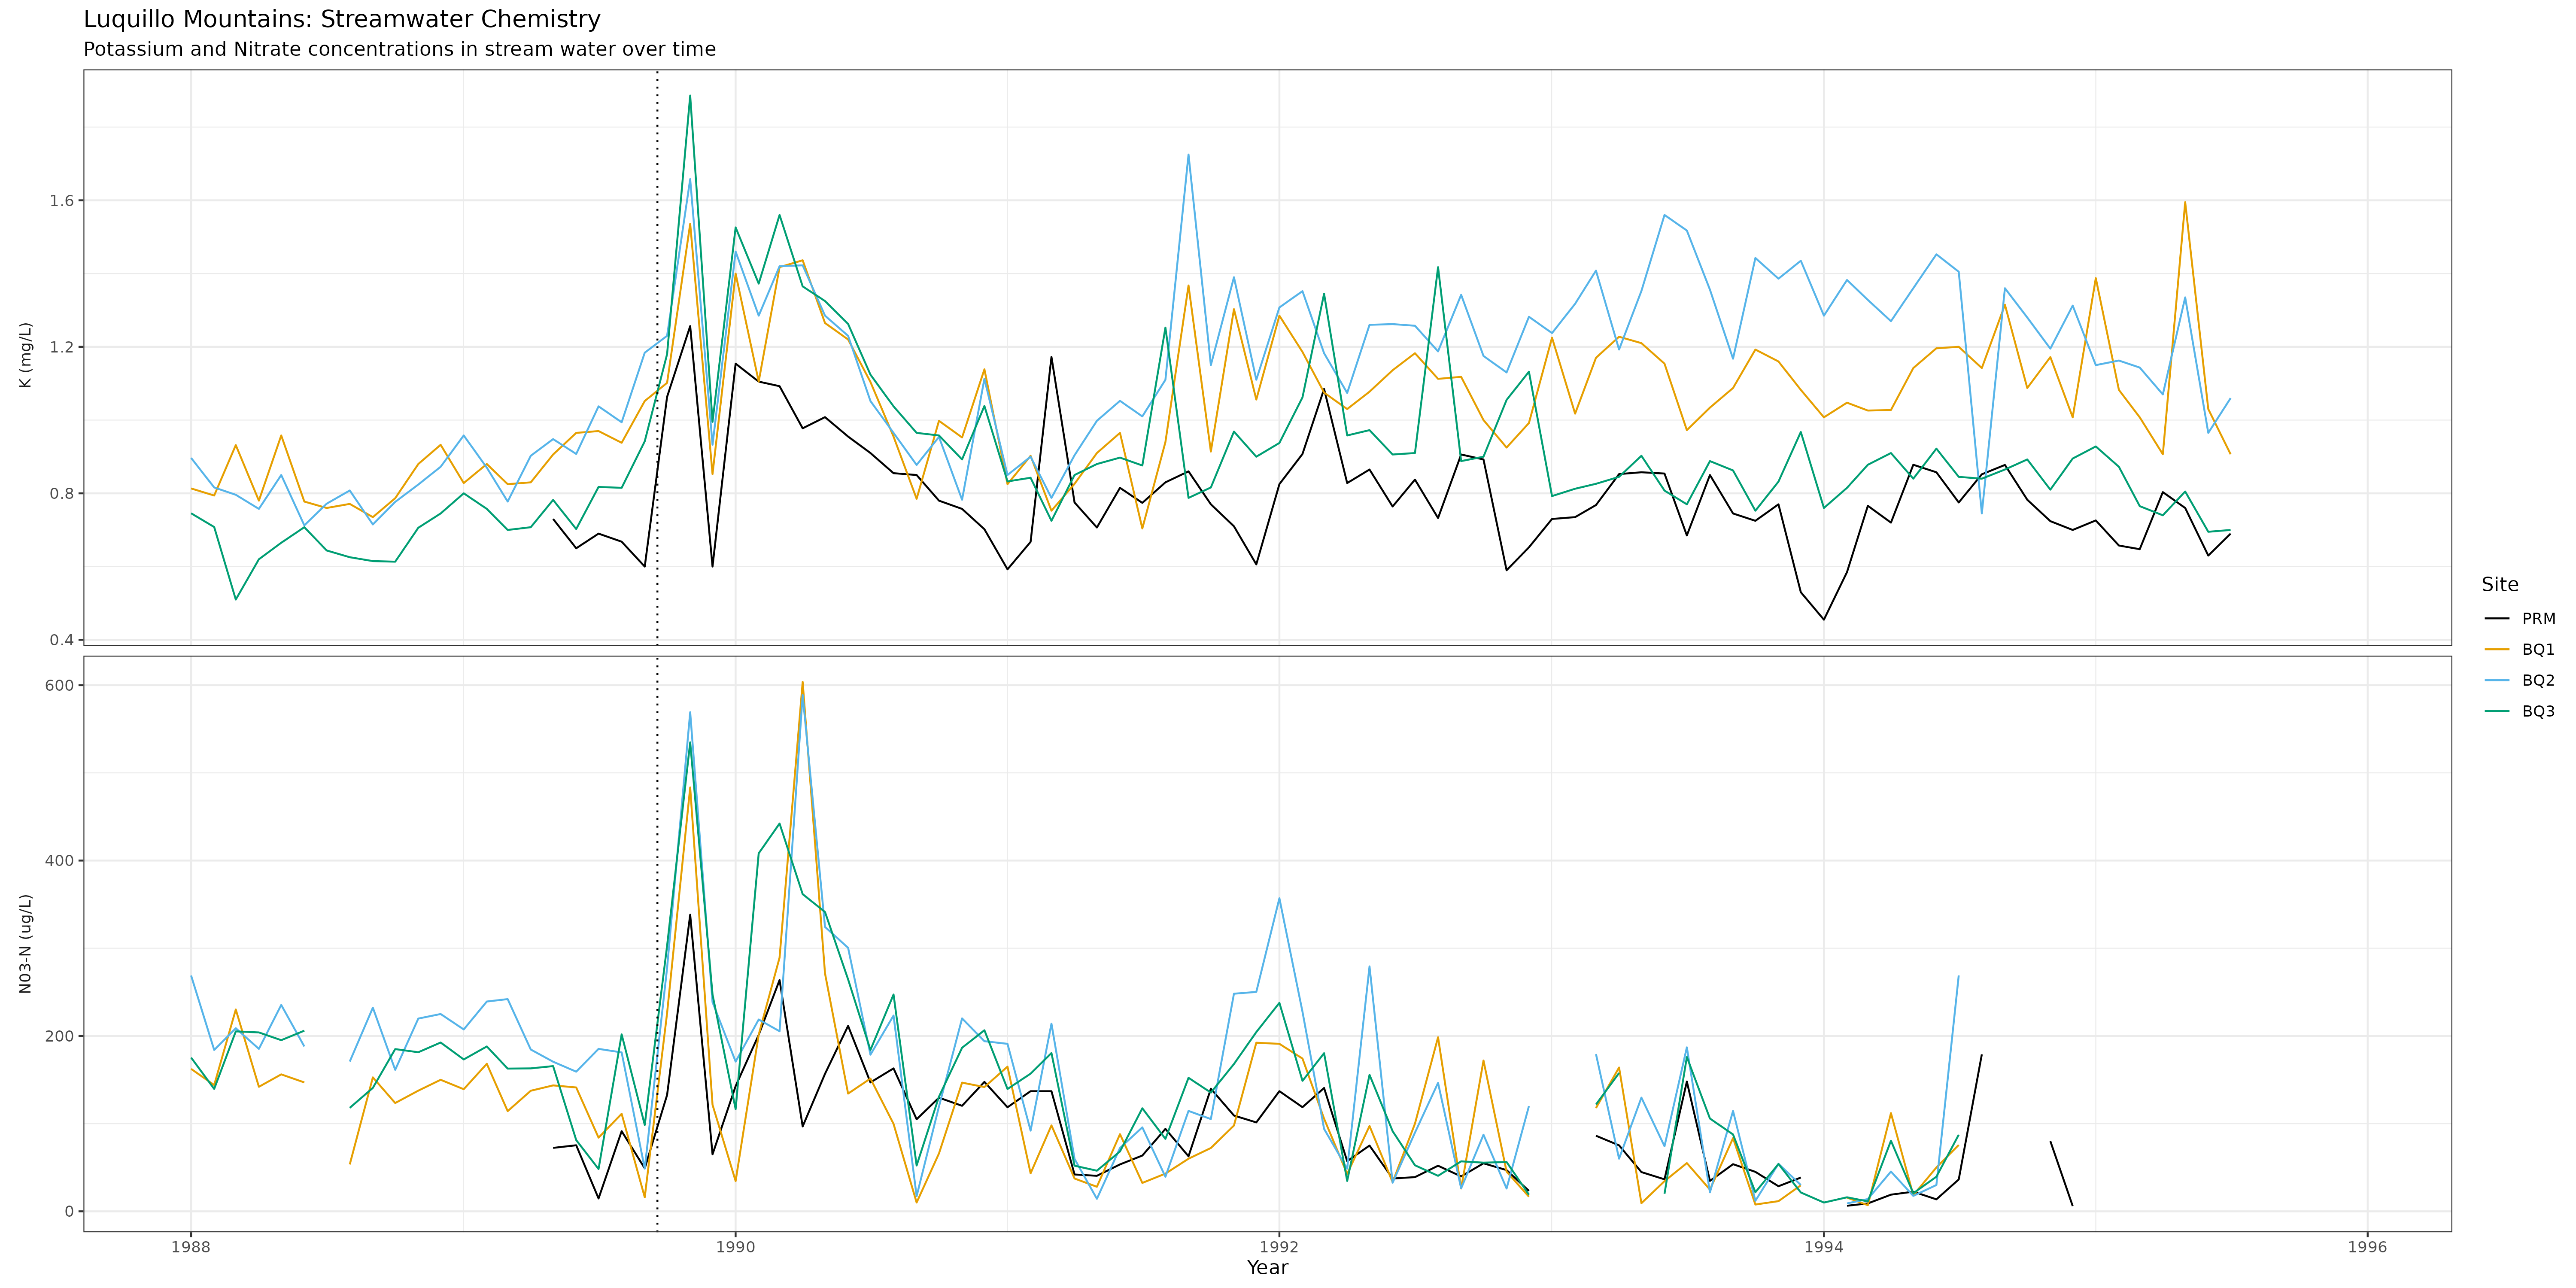 Luquillo Mountains: Streamwater Chemistry
Potassium and Nitrate concentrations in stream water over time
K (mg/L)
1.6
1.2
0.8
0.4
N03-N (ug/L)
600
400
200
0
1988
1990
1992
1994
1996
Year
Site
PRM
BQ1
BQ2
BQ3